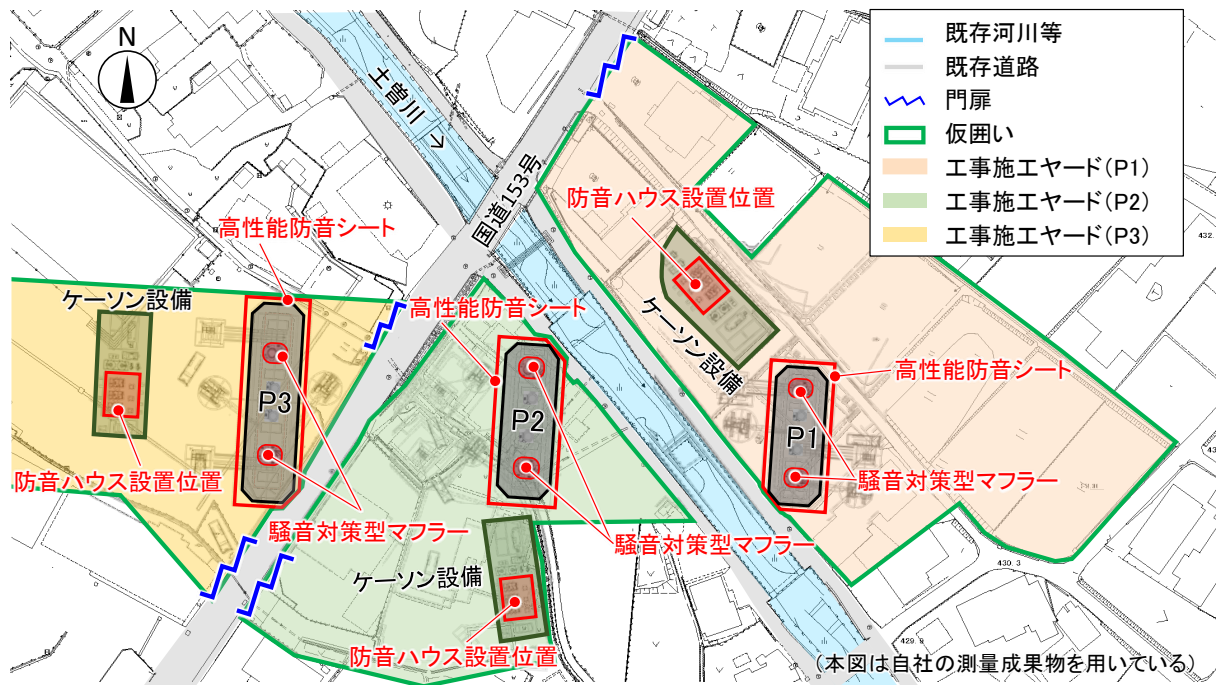 N
土曽川
国道153号
既存河川等
既存道路
門扉
仮囲い
工事施工ヤード(P1)
工事施工ヤード(P2)
工事施工ヤード(P3)
防音ハウス設置位置
高性能防音シート
ケーソン設備
高性能防音シート
ケーソン設備
高性能防音シート
P3
P2
P1
防音ハウス設置位置
騒音対策型マフラー
騒音対策型マフラー
騒音対策型マフラー
ケーソン設備
防音ハウス設置位置
432.
430.3
429.9
(本図は自社の測量成果物を用いている)